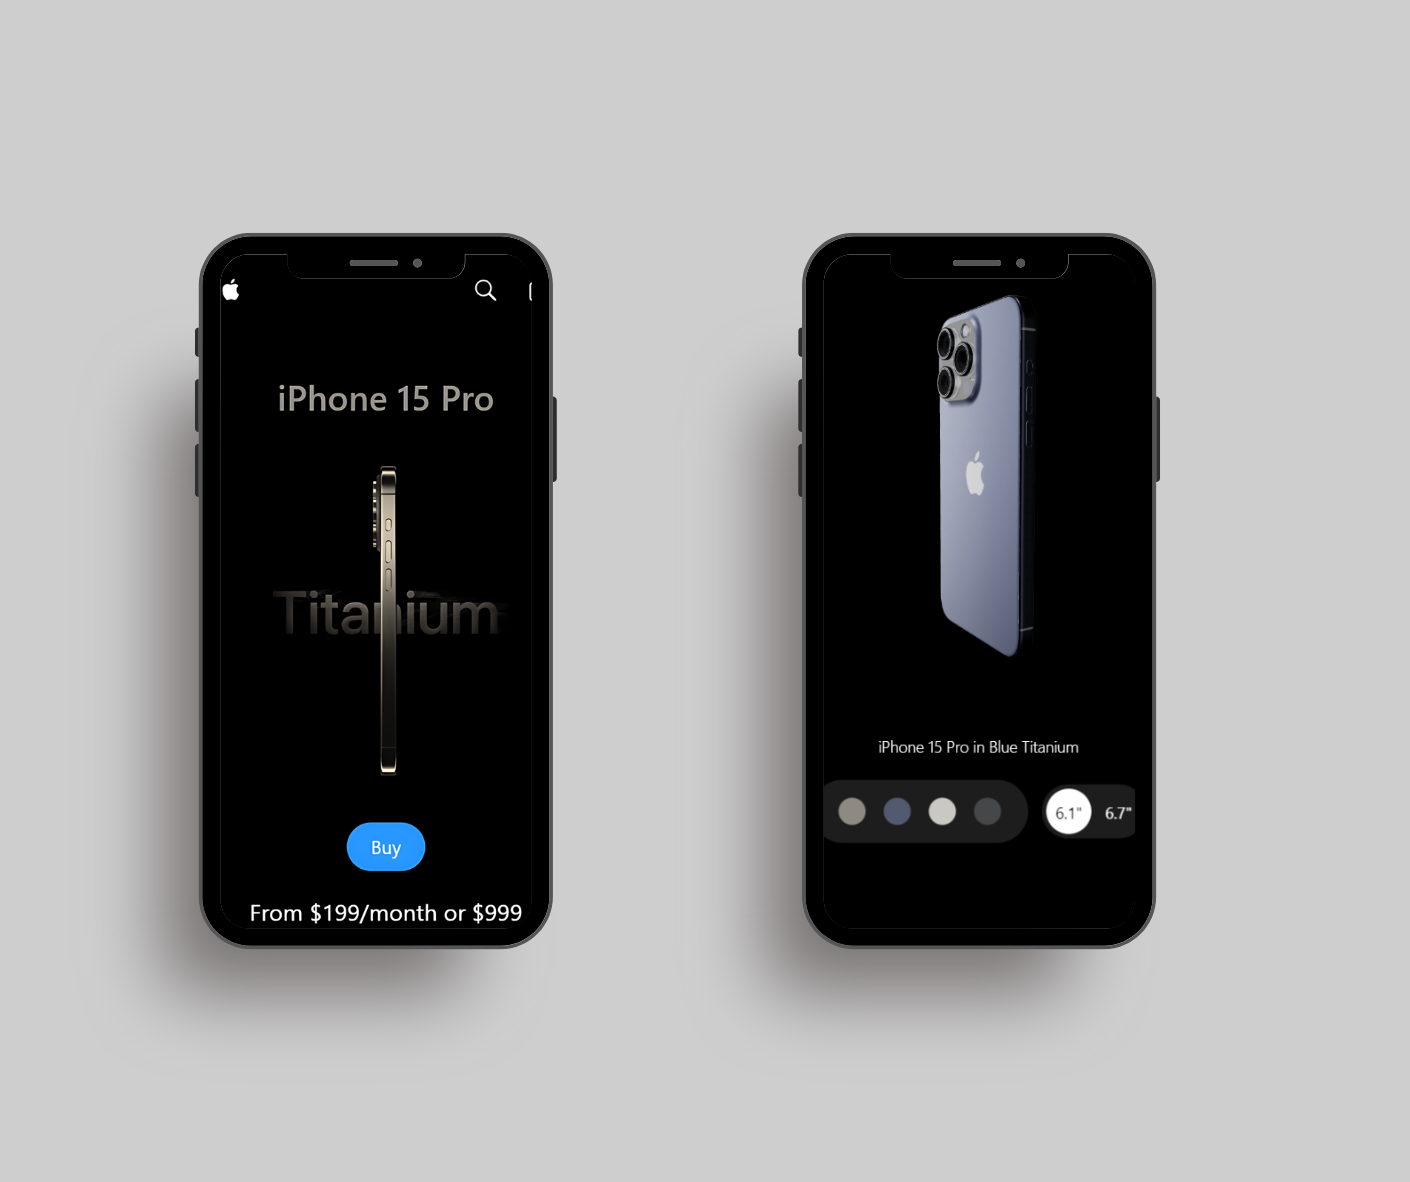 iPhone 15 Pro
Titanium
Buy
From $199/month or $999
iPhone 15 Pro in Blue Titanium
6.1" 6.7"